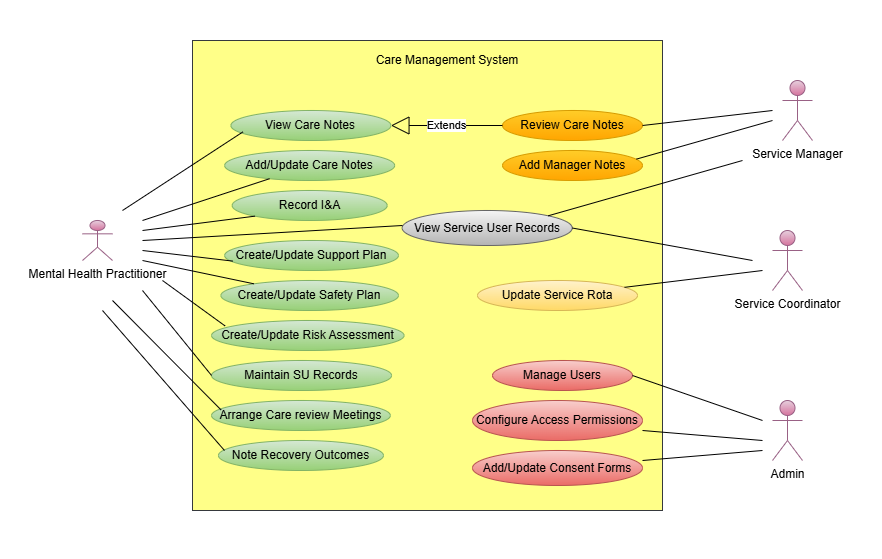 Care Management System
View Care Notes
Extends
Review Care Notes
Add/Update Care Notes
Add Manager Notes
Service Manager
Record I&A
View Service User Records
Mental Health Practitioner
Create/Update Support Plan
Create/Update Safety Plan
Update Service Rota
Service Coordinator
Create/Update Risk Assessment
Maintain SU Records
Manage Users
Arrange Care review Meetings
Configure Access Permissions
Note Recovery Outcomes
Add/Update Consent Forms
Admin